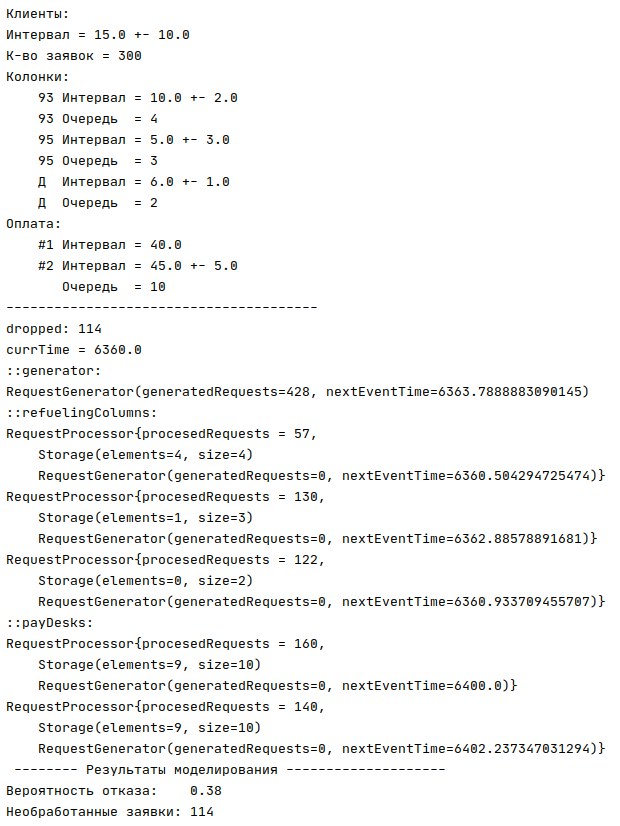 Клиенты:
Интервал = 15.0 +- 10.0
К-во заявок = 300
Колонки:
    93 Интервал = 10.0 +- 2.0
    93 Очередь  = 4
    95 Интервал = 5.0 +- 3.0
    95 Очередь  = 3
    Д  Интервал = 6.0 +- 1.0
    Д  Очередь  = 2
Оплата:
    #1 Интервал = 40.0
    #2 Интервал = 45.0 +- 5.0
       Очередь  = 10
---------------------------------------
dropped: 114
currTime = 6360.0
::generator:
RequestGenerator(generatedRequests=428, nextEventTime=6363.7888883090145)
::refuelingColumns:
RequestProcessor{procesedRequests = 57,
    Storage(elements=4, size=4)
    RequestGenerator(generatedRequests=0, nextEventTime=6360.504294725474)}
RequestProcessor{procesedRequests = 130,
    Storage(elements=1, size=3)
    RequestGenerator(generatedRequests=0, nextEventTime=6362.88578891681)}
RequestProcessor{procesedRequests = 122,
    Storage(elements=0, size=2)
    RequestGenerator(generatedRequests=0, nextEventTime=6360.933709455707)}
::payDesks:
RequestProcessor{procesedRequests = 160,
    Storage(elements=9, size=10)
    RequestGenerator(generatedRequests=0, nextEventTime=6400.0)}
RequestProcessor{procesedRequests = 140,
    Storage(elements=9, size=10)
    RequestGenerator(generatedRequests=0, nextEventTime=6402.237347031294)}
 -------- Результаты моделирования --------------------
Вероятность отказа:    0.38
Необработанные заявки: 114